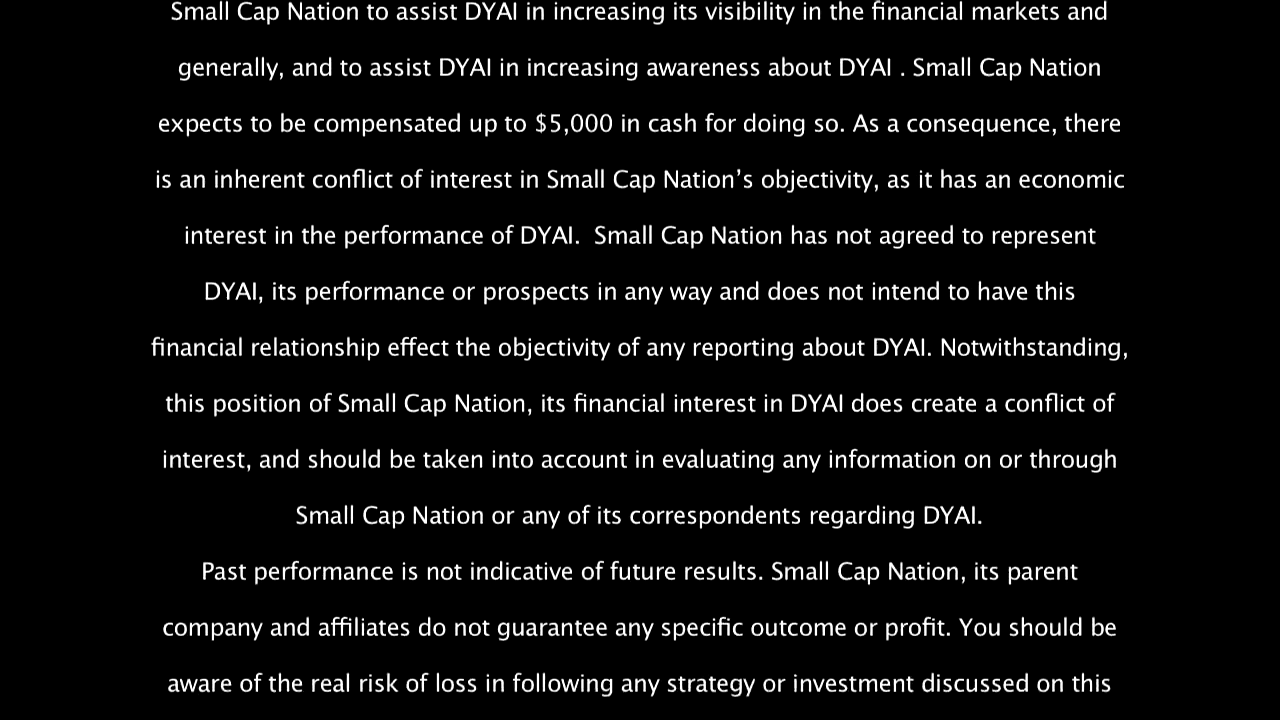 Small Cap Nation to assist DYAI in increasing its visibility in the financial markets and
generally, and to assist DYAI in increasing awareness about DYAI . Small Cap Nation
expects to be compensated up to $5,000 in cash for doing so. As a consequence, there
is an inherent conflict of interest in Small Cap Nation’s objectivity, as it has an economic
interest in the performance of DYAI.  Small Cap Nation has not agreed to represent
DYAI, its performance or prospects in any way and does not intend to have this
financial relationship effect the objectivity of any reporting about DYAI. Notwithstanding,
this position of Small Cap Nation, its financial interest in DYAI does create a conflict of
interest, and should be taken into account in evaluating any information on or through
Small Cap Nation or any of its correspondents regarding DYAI.
Past performance is not indicative of future results. Small Cap Nation, its parent
company and affiliates do not guarantee any specific outcome or profit. You should be
aware of the real risk of loss in following any strategy or investment discussed on this